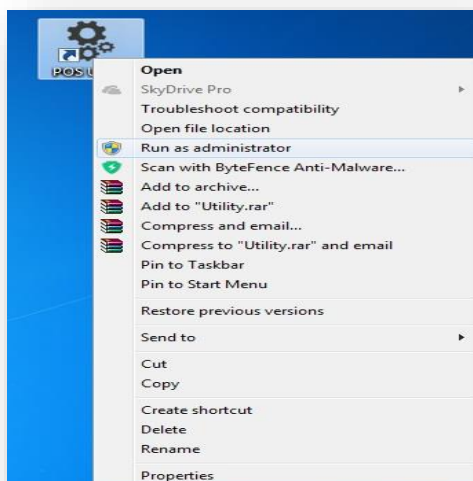 POS U
Open
SkyDrive Pro
Troubleshoot compatibility
Open file location
Run as administrator
Scan with ByteFence Anti-Malware...
Add to archive...
Add to "Utility.rar"
Compress and email...
Compress to "Utility.rar" and email
Pin to Taskbar
Pin to Start Menu
Restore previous versions
Send to
Cut
Copy
Create shortcut
Delete
Rename
Properties